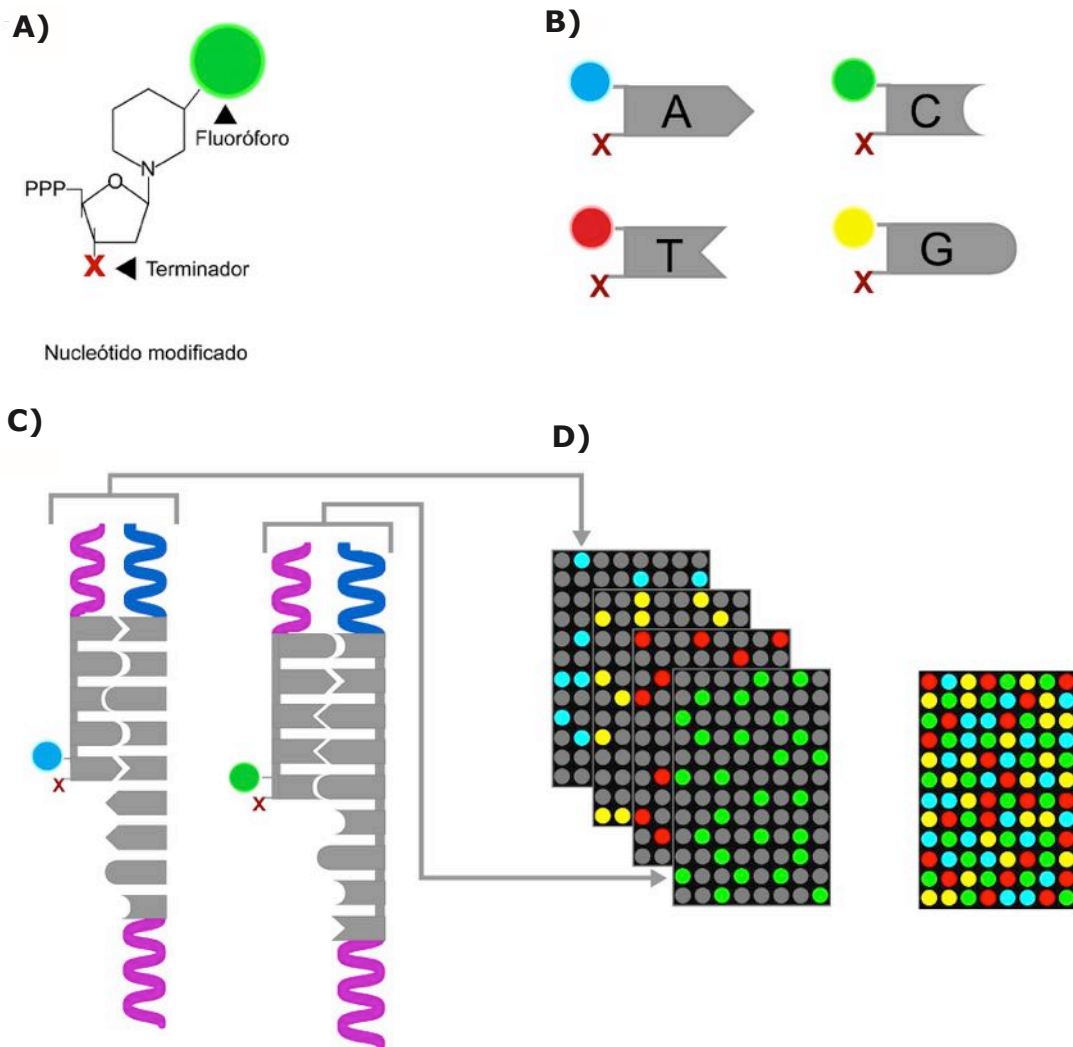 A)
Fluoróforo
N
O
PPP
X
Terminador
Nucleótido modificado
B)
A
X
C
X
T
X
G
X
C)
X
X
D)